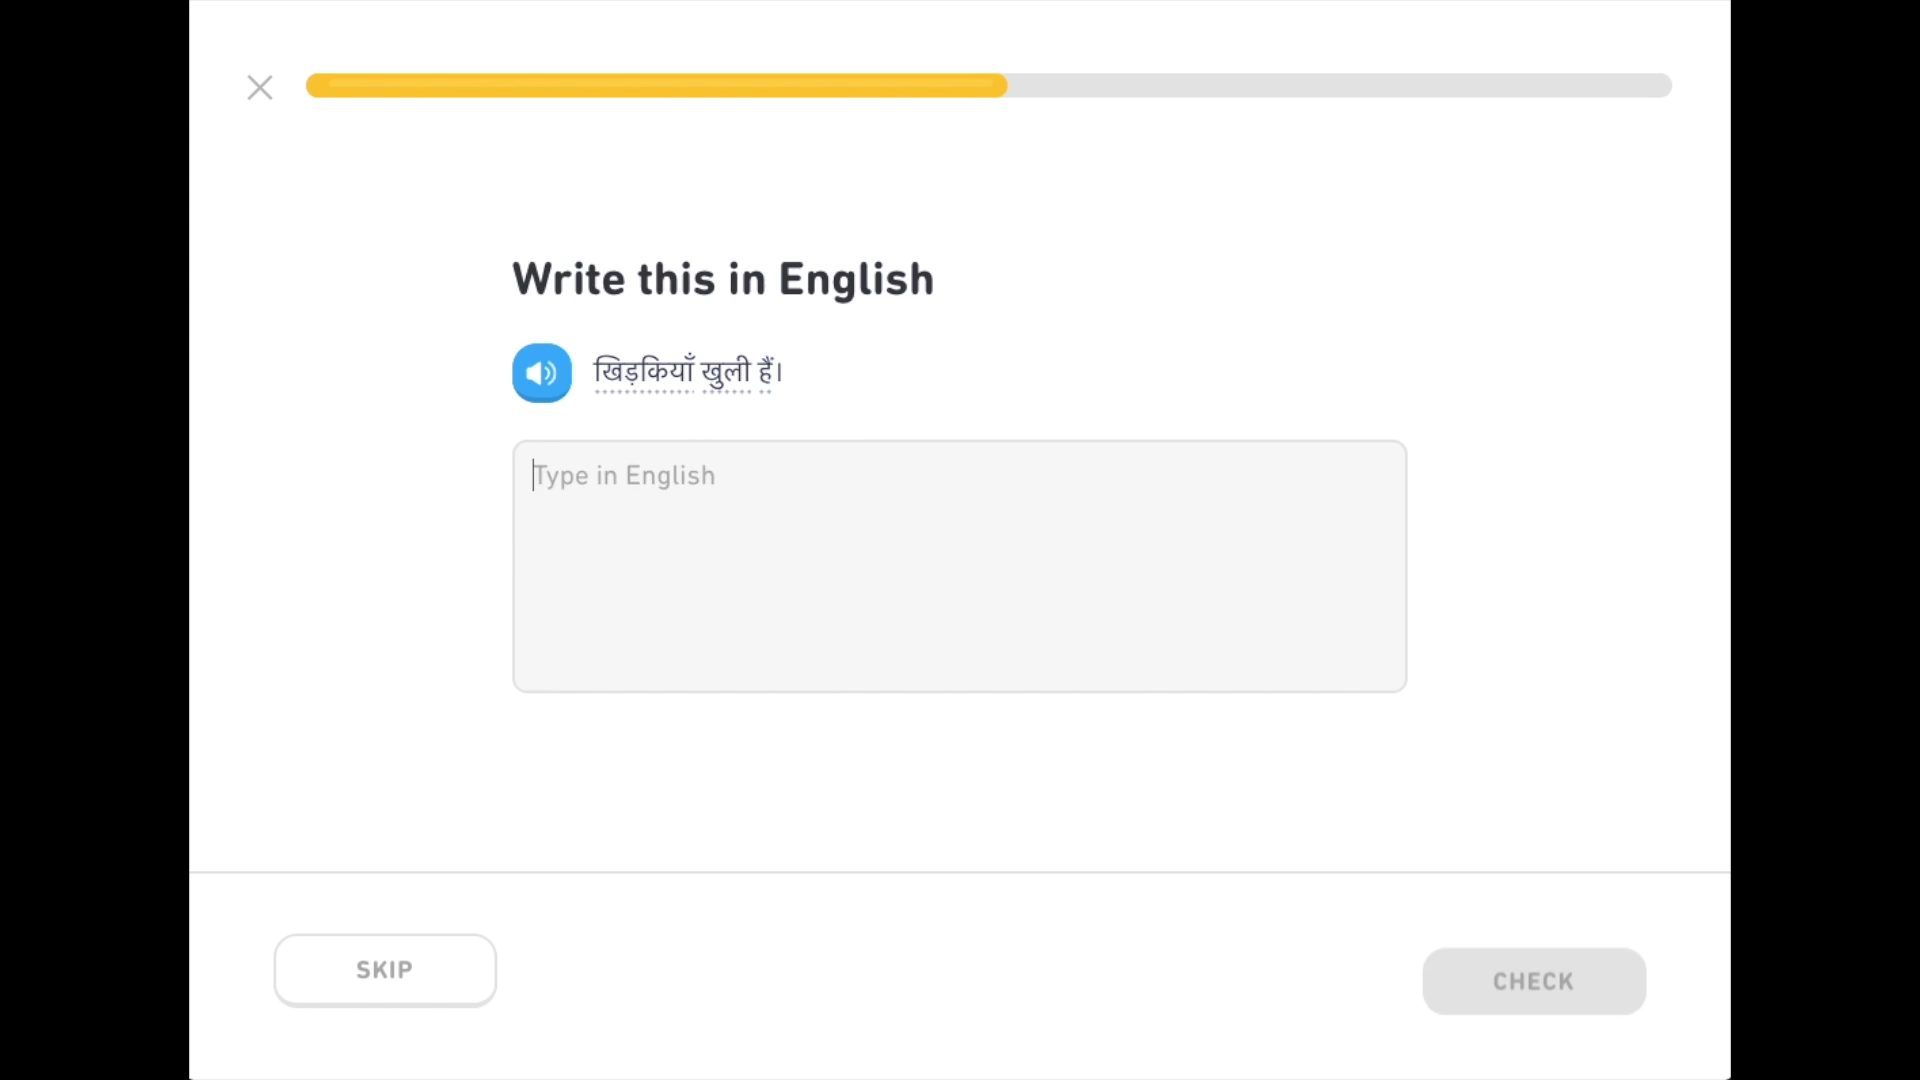 Write this in English
खिड़कियाँ खुली हैं।
Type in English
SKIP
CHECK